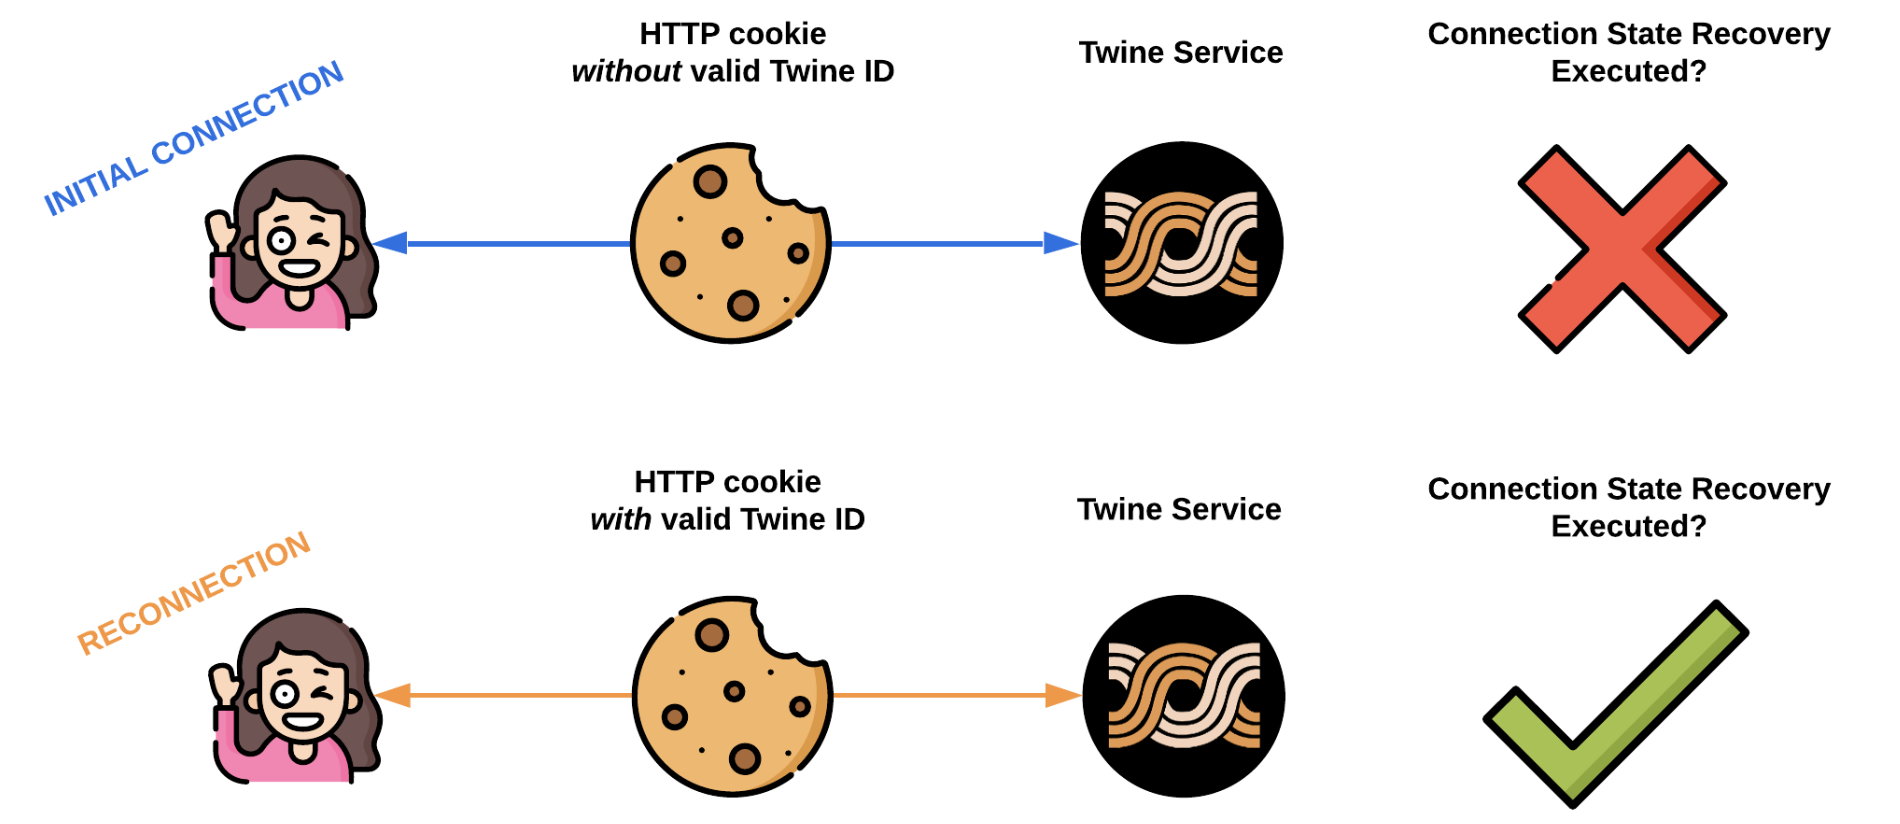 HTTP cookie
without valid Twine ID
Twine Service
Connection State Recovery
Executed?
INITIAL CONNECTION
HTTP cookie
with valid Twine ID
Twine Service
Connection State Recovery
Executed?
RECONNECTION